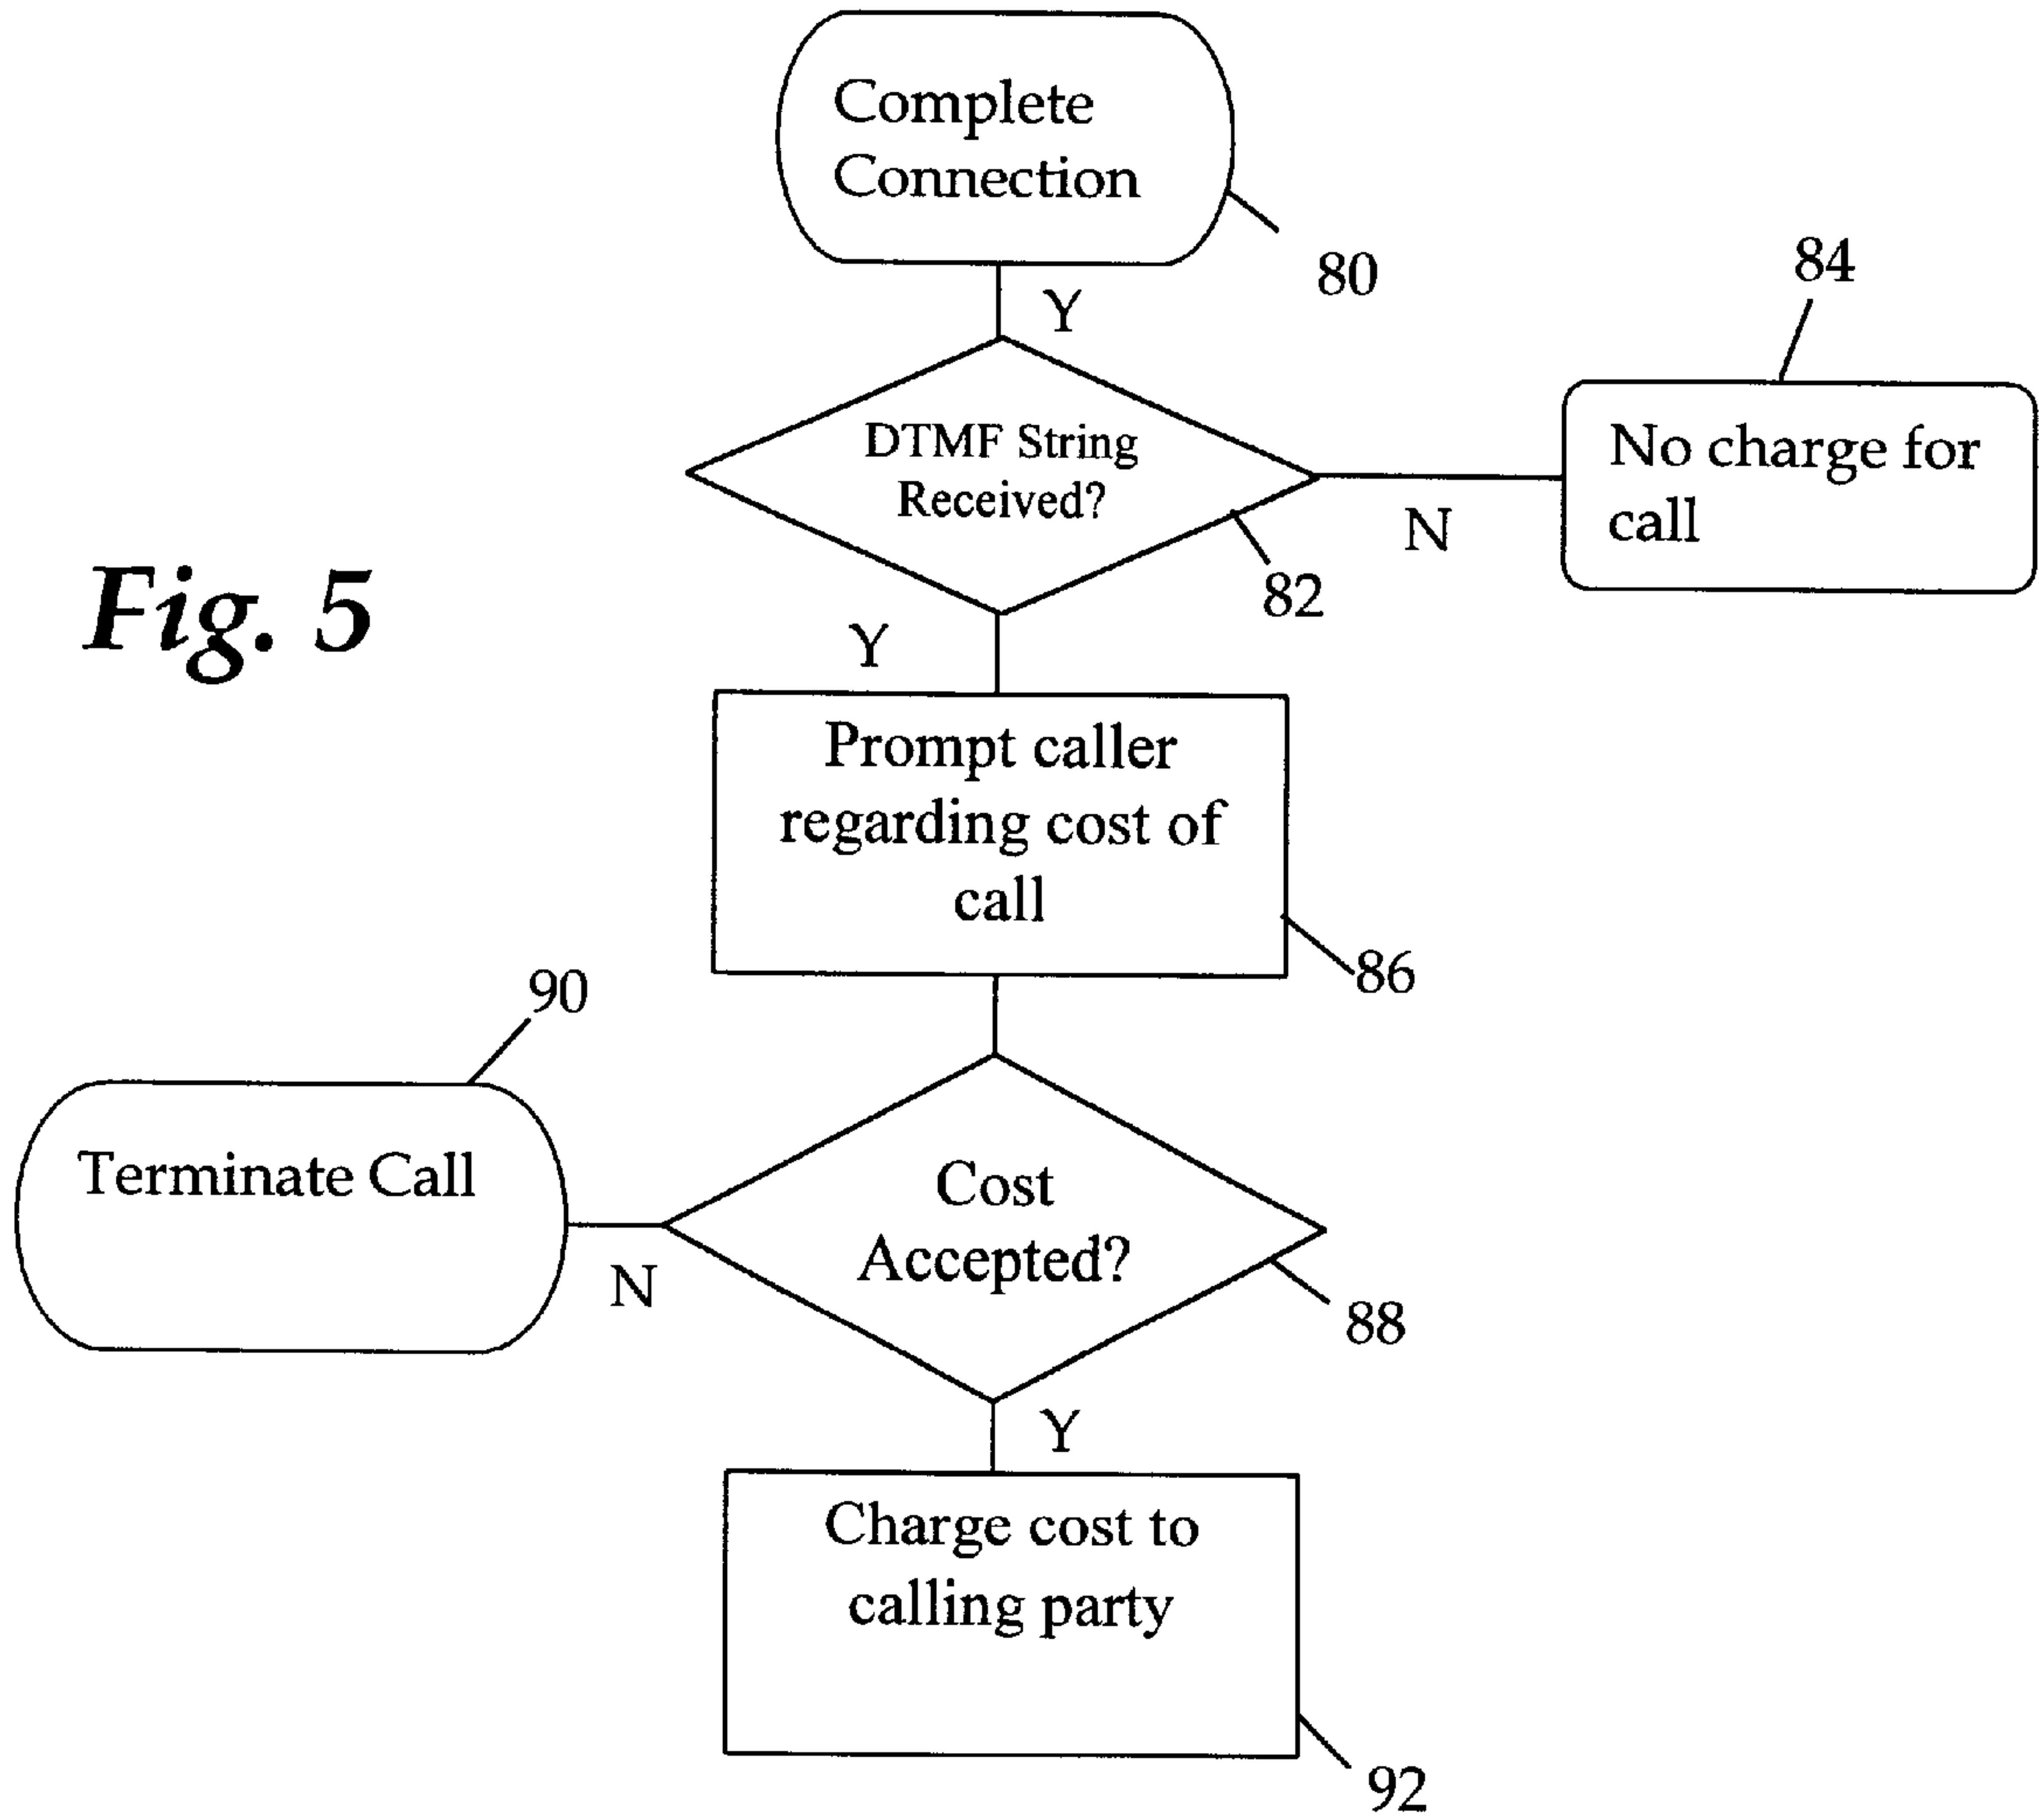 Complete
Connection
80
84
Y
DTMF String
Received?
No charge for
call
N
82
Fig. 5
Y
Prompt caller
regarding cost of
call
86
90
Terminate Call
Cost
Accepted?
N
88
Y
Charge cost to
calling party
92